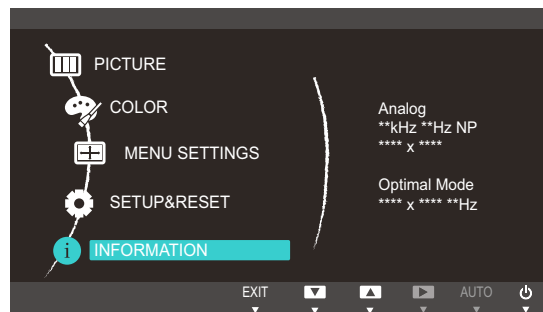 PICTURE
COLOR
MENU SETTINGS
SETUP&RESET
INFORMATION
Analog
**kHz **Hz NP
**** x ****
Optimal Mode
**** x **** **Hz
EXIT AUTO